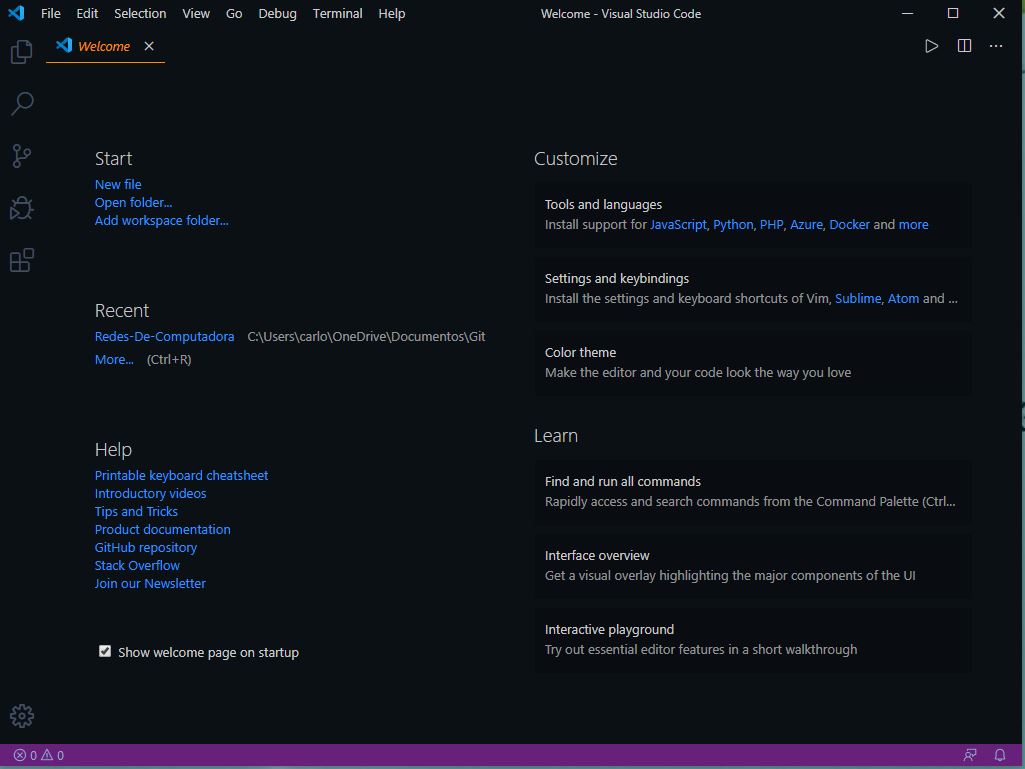 File Edit Selection View Go Debug Terminal Help Welcome - Visual Studio Code
Welcome
Start
New file
Open folder...
Add workspace folder...
Recent
Redes-De-Computadora C:\Users\carlo\OneDrive\Documentos\Git
More... (Ctrl+R)
Help
Printable keyboard cheatsheet
Introductory videos
Tips and Tricks
Product documentation
GitHub repository
Stack Overflow
Join our Newsletter
Show welcome page on startup
Customize
Tools and languages
Install support for JavaScript, Python, PHP, Azure, Docker and more
Settings and keybindings
Install the settings and keyboard shortcuts of Vim, Sublime, Atom and ...
Color theme
Make the editor and your code look the way you love
Learn
Find and run all commands
Rapidly access and search commands from the Command Palette (Ctrl...
Interface overview
Get a visual overlay highlighting the major components of the UI
Interactive playground
Try out essential editor features in a short walkthrough
0 0